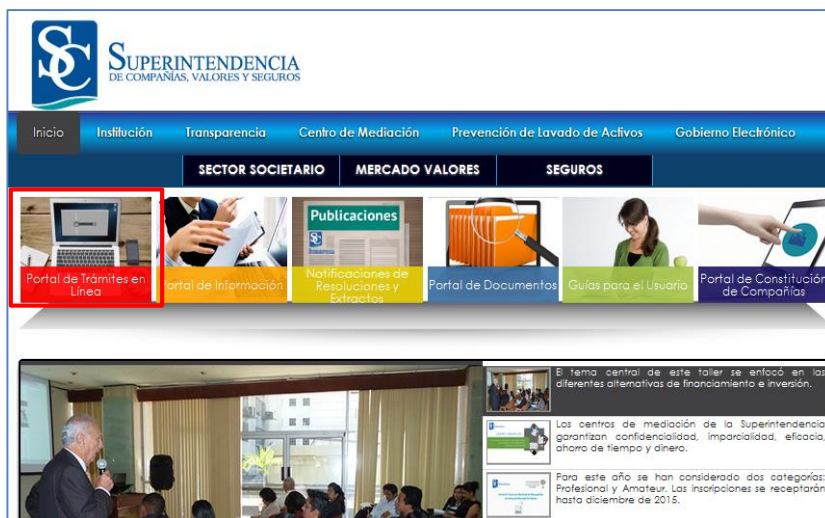 SC
SUPERINTENDENCIA
DE COMPAÑÍAS, VALORES Y SEGUROS
Inicio Institución Transparencia Centro de Mediación Prevención de Lavado de Activos Gobierno Electrónico
SECTOR SOCIETARIO MERCADO VALORES SEGUROS
Publicaciones
Portal de Trámites en
Línea
Portal de Información
Notificaciones de
Resoluciones y
Extractos
Portal de Documentos
Guías para el Usuario
Portal de Constitución
de Compañías
El tema central de este taller se enfocó en las
diferentes alternativas de financiamiento e inversión.
Los centros de mediación de la Superintendencia
garantizan confidencialidad, imparcialidad, eficacia,
ahorro de tiempo y dinero.
Para este año se han considerado dos categorías:
Profesional y Amateur. Las inscripciones se receptarán
hasta diciembre de 2015.